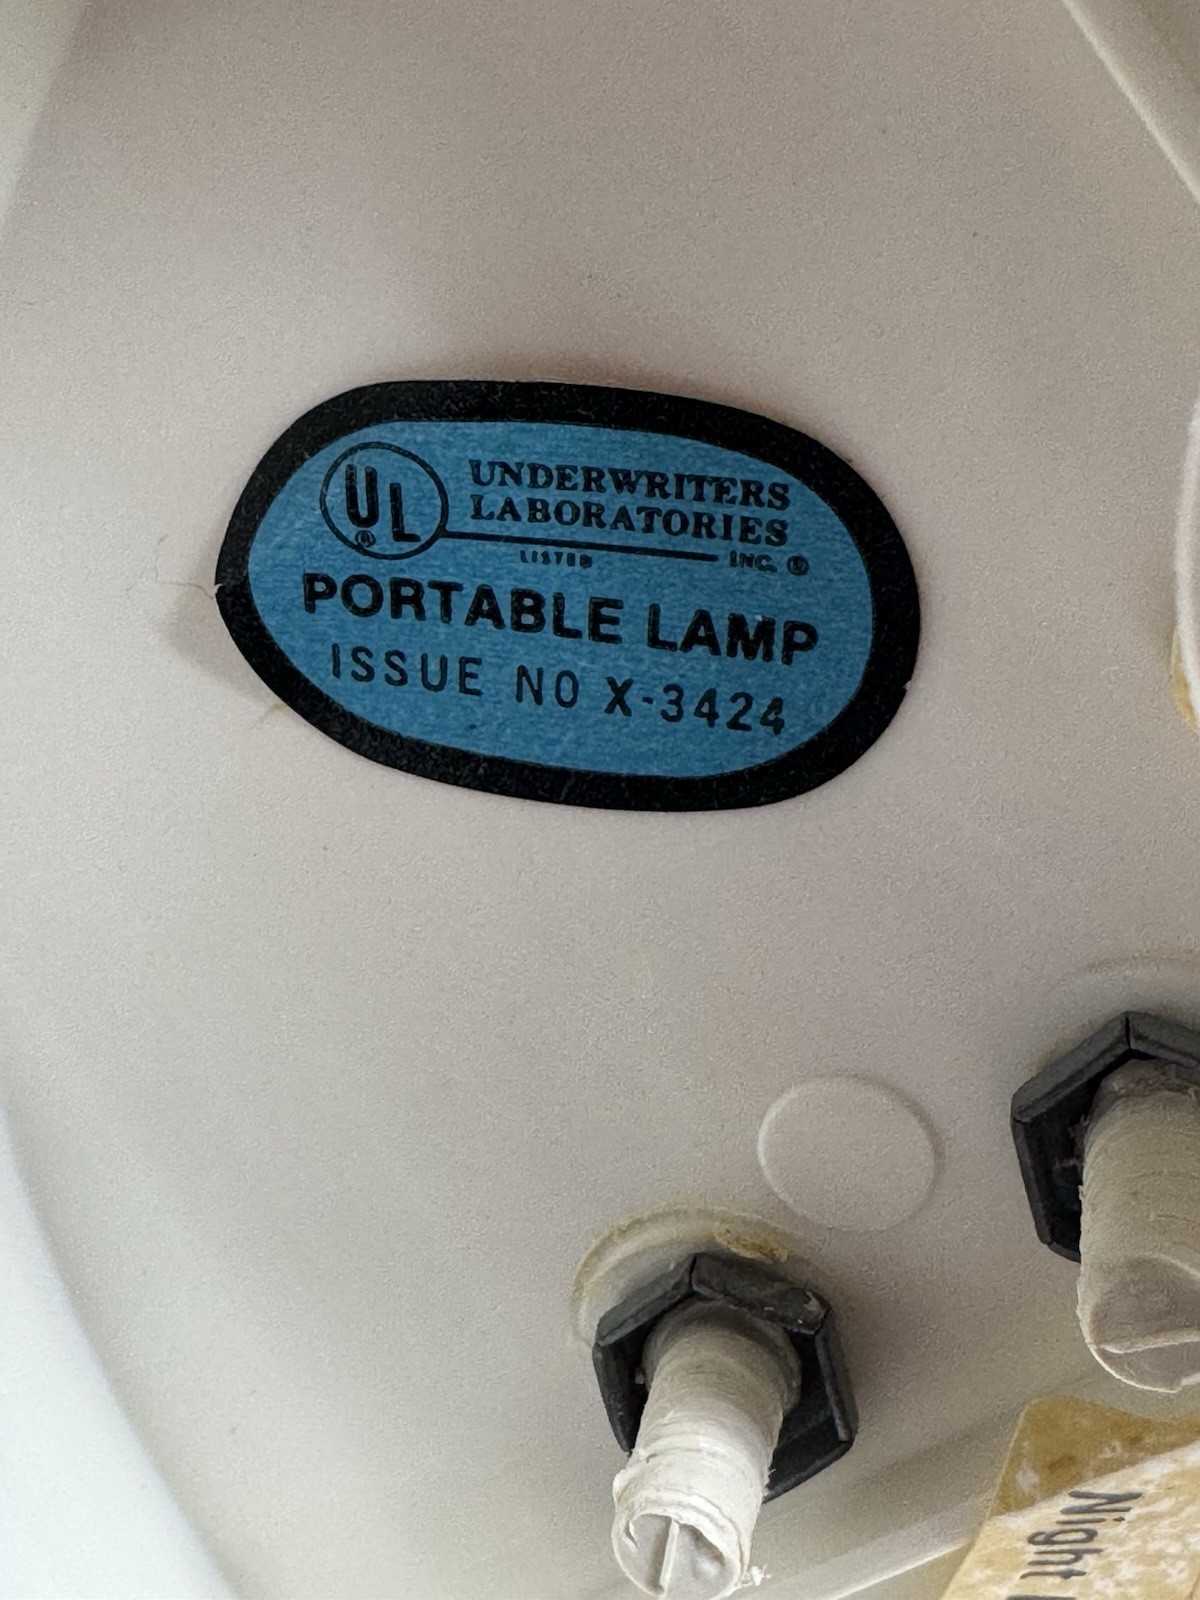 UL ®
UNDERWRITERS
LABORATORIES
LISTED INC. ®
PORTABLE LAMP
ISSUE NO X-3424
Night